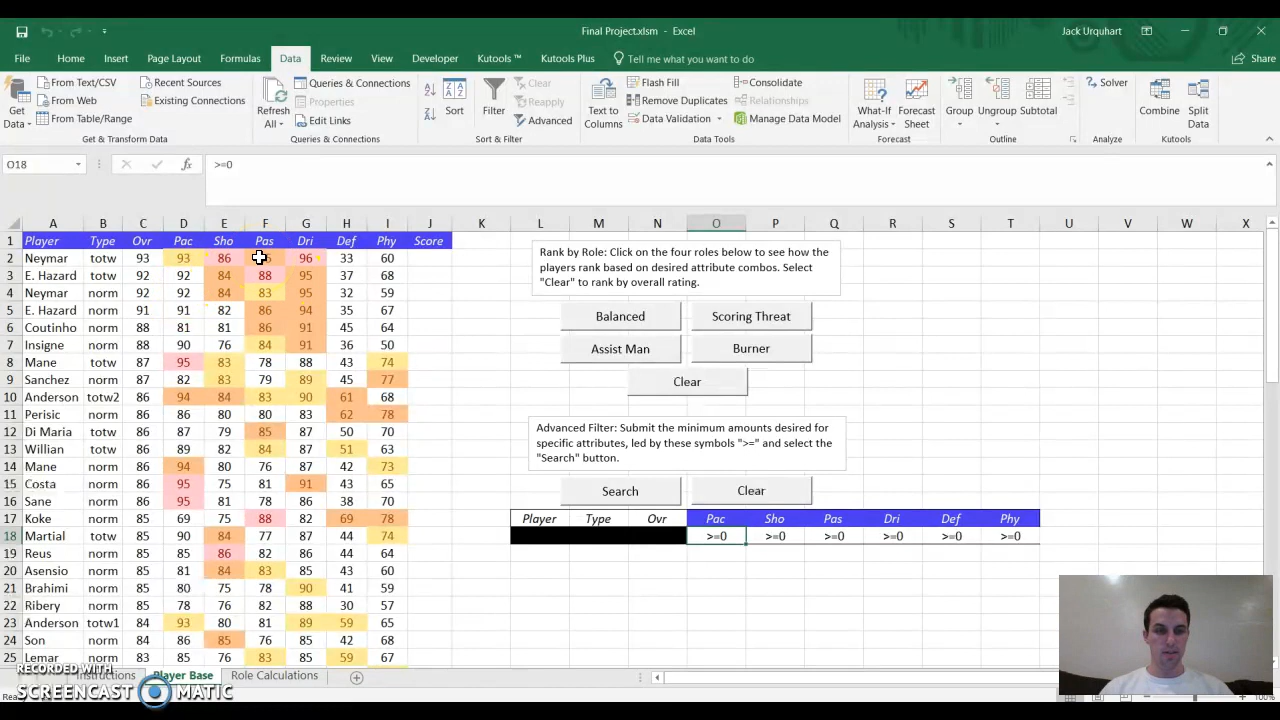 Final Project.xlsm - Excel
Jack Urquhart
File Home Insert Page Layout Formulas Data Review View Developer Kutools ™ Kutools Plus Tell me what you want to do Share
Get Data
From Text/CSV
From Web
From Table/Range
Recent Sources
Existing Connections
Get & Transform Data
Refresh All
Queries & Connections
Properties
Edit Links
Queries & Connections
Sort
Filter
Clear
Reapply
Advanced
Sort & Filter
Text to Columns
Flash Fill
Remove Duplicates
Data Validation
Consolidate
Relationships
Manage Data Model
Data Tools
What-If Analysis
Forecast Sheet
Forecast
Group
Ungroup
Subtotal
Outline
Solver
Analyze
Combine
Split Data
Kutools
O18 fx >=0
A B C D E F G H I J K L M N O P Q R S T U V W X
1 Player Type Ovr Pac Sho Pas Dri Def Phy Score
2 Neymar totw 93 93 86 96 33 60
3 E. Hazard totw 92 92 84 88 95 37 68
4 Neymar norm 92 92 84 83 95 32 59
5 E. Hazard norm 91 91 82 86 94 35 67
6 Coutinho norm 88 81 81 86 91 45 64
7 Insigne norm 88 90 76 84 91 36 50
8 Mane totw 87 95 83 78 88 43 74
9 Sanchez norm 87 82 83 79 89 45 77
10 Anderson totw2 86 94 84 83 90 61 68
11 Perisic norm 86 86 80 80 83 62 78
12 Di Maria totw 86 87 79 85 87 50 70
13 Willian totw 86 89 82 84 87 51 63
14 Mane norm 86 94 80 76 87 42 73
15 Costa norm 86 95 75 81 91 43 65
16 Sane norm 86 95 81 78 86 38 70
17 Koke norm 85 69 75 88 82 69 78
18 Martial totw 85 90 84 77 87 44 74
19 Reus norm 85 85 86 82 86 44 64
20 Asensio norm 85 81 84 83 85 43 60
21 Brahimi norm 85 80 75 78 90 41 59
22 Ribery norm 85 78 76 82 88 30 57
23 Anderson totw1 84 93 80 81 89 59 65
24 Son norm 84 86 85 76 85 42 68
25 Lemar norm 83 85 76 83 85 59 67
Rank by Role: Click on the four roles below to see how the
players rank based on desired attribute combos. Select
"Clear" to rank by overall rating.
Balanced Scoring Threat
Assist Man Burner
Clear
Advanced Filter: Submit the minimum amounts desired for
specific attributes, led by these symbols ">=" and select the
"Search" button.
Search Clear
Player Type Ovr Pac Sho Pas Dri Def Phy
>=0 >=0 >=0 >=0 >=0 >=0
Instructions Player Base Role Calculations
100%
RECORDED WITH
SCREENCAST MATIC